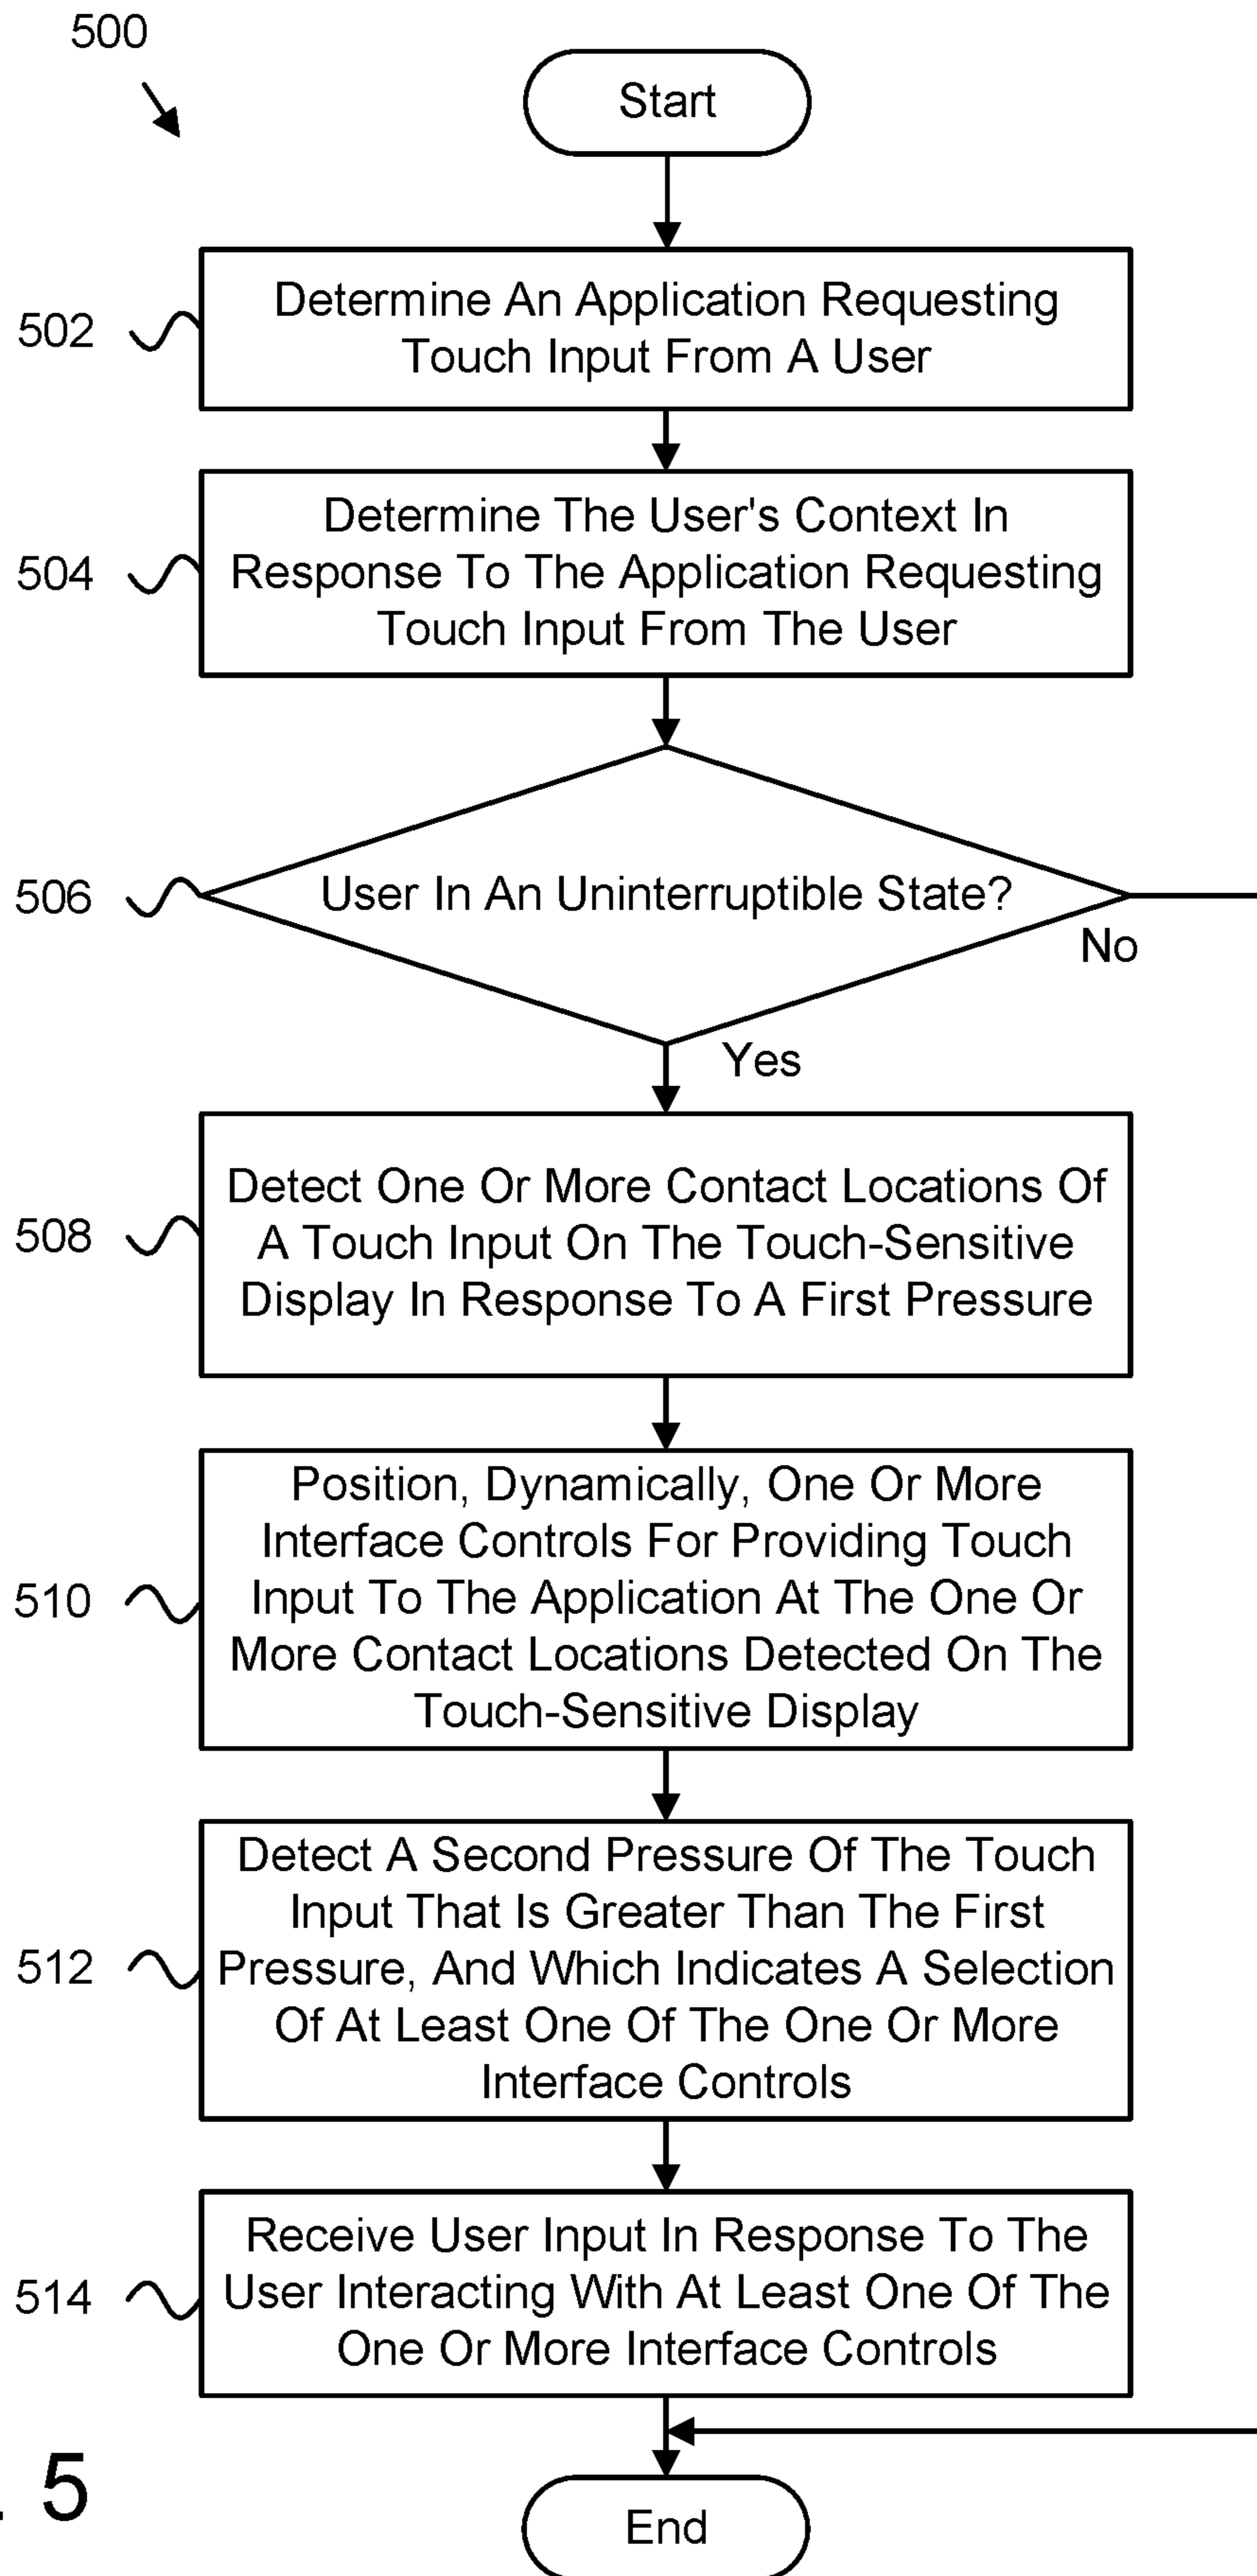 500
Start
502
Determine An Application Requesting
Touch Input From A User
504
Determine The User's Context In
Response To The Application Requesting
Touch Input From The User
506
User In An Uninterruptible State?
No
Yes
508
Detect One Or More Contact Locations Of
A Touch Input On The Touch-Sensitive
Display In Response To A First Pressure
510
Position, Dynamically, One Or More
Interface Controls For Providing Touch
Input To The Application At The One Or
More Contact Locations Detected On The
Touch-Sensitive Display
512
Detect A Second Pressure Of The Touch
Input That Is Greater Than The First
Pressure, And Which Indicates A Selection
Of At Least One Of The One Or More
Interface Controls
514
Receive User Input In Response To The
User Interacting With At Least One Of The
One Or More Interface Controls
. 5
End